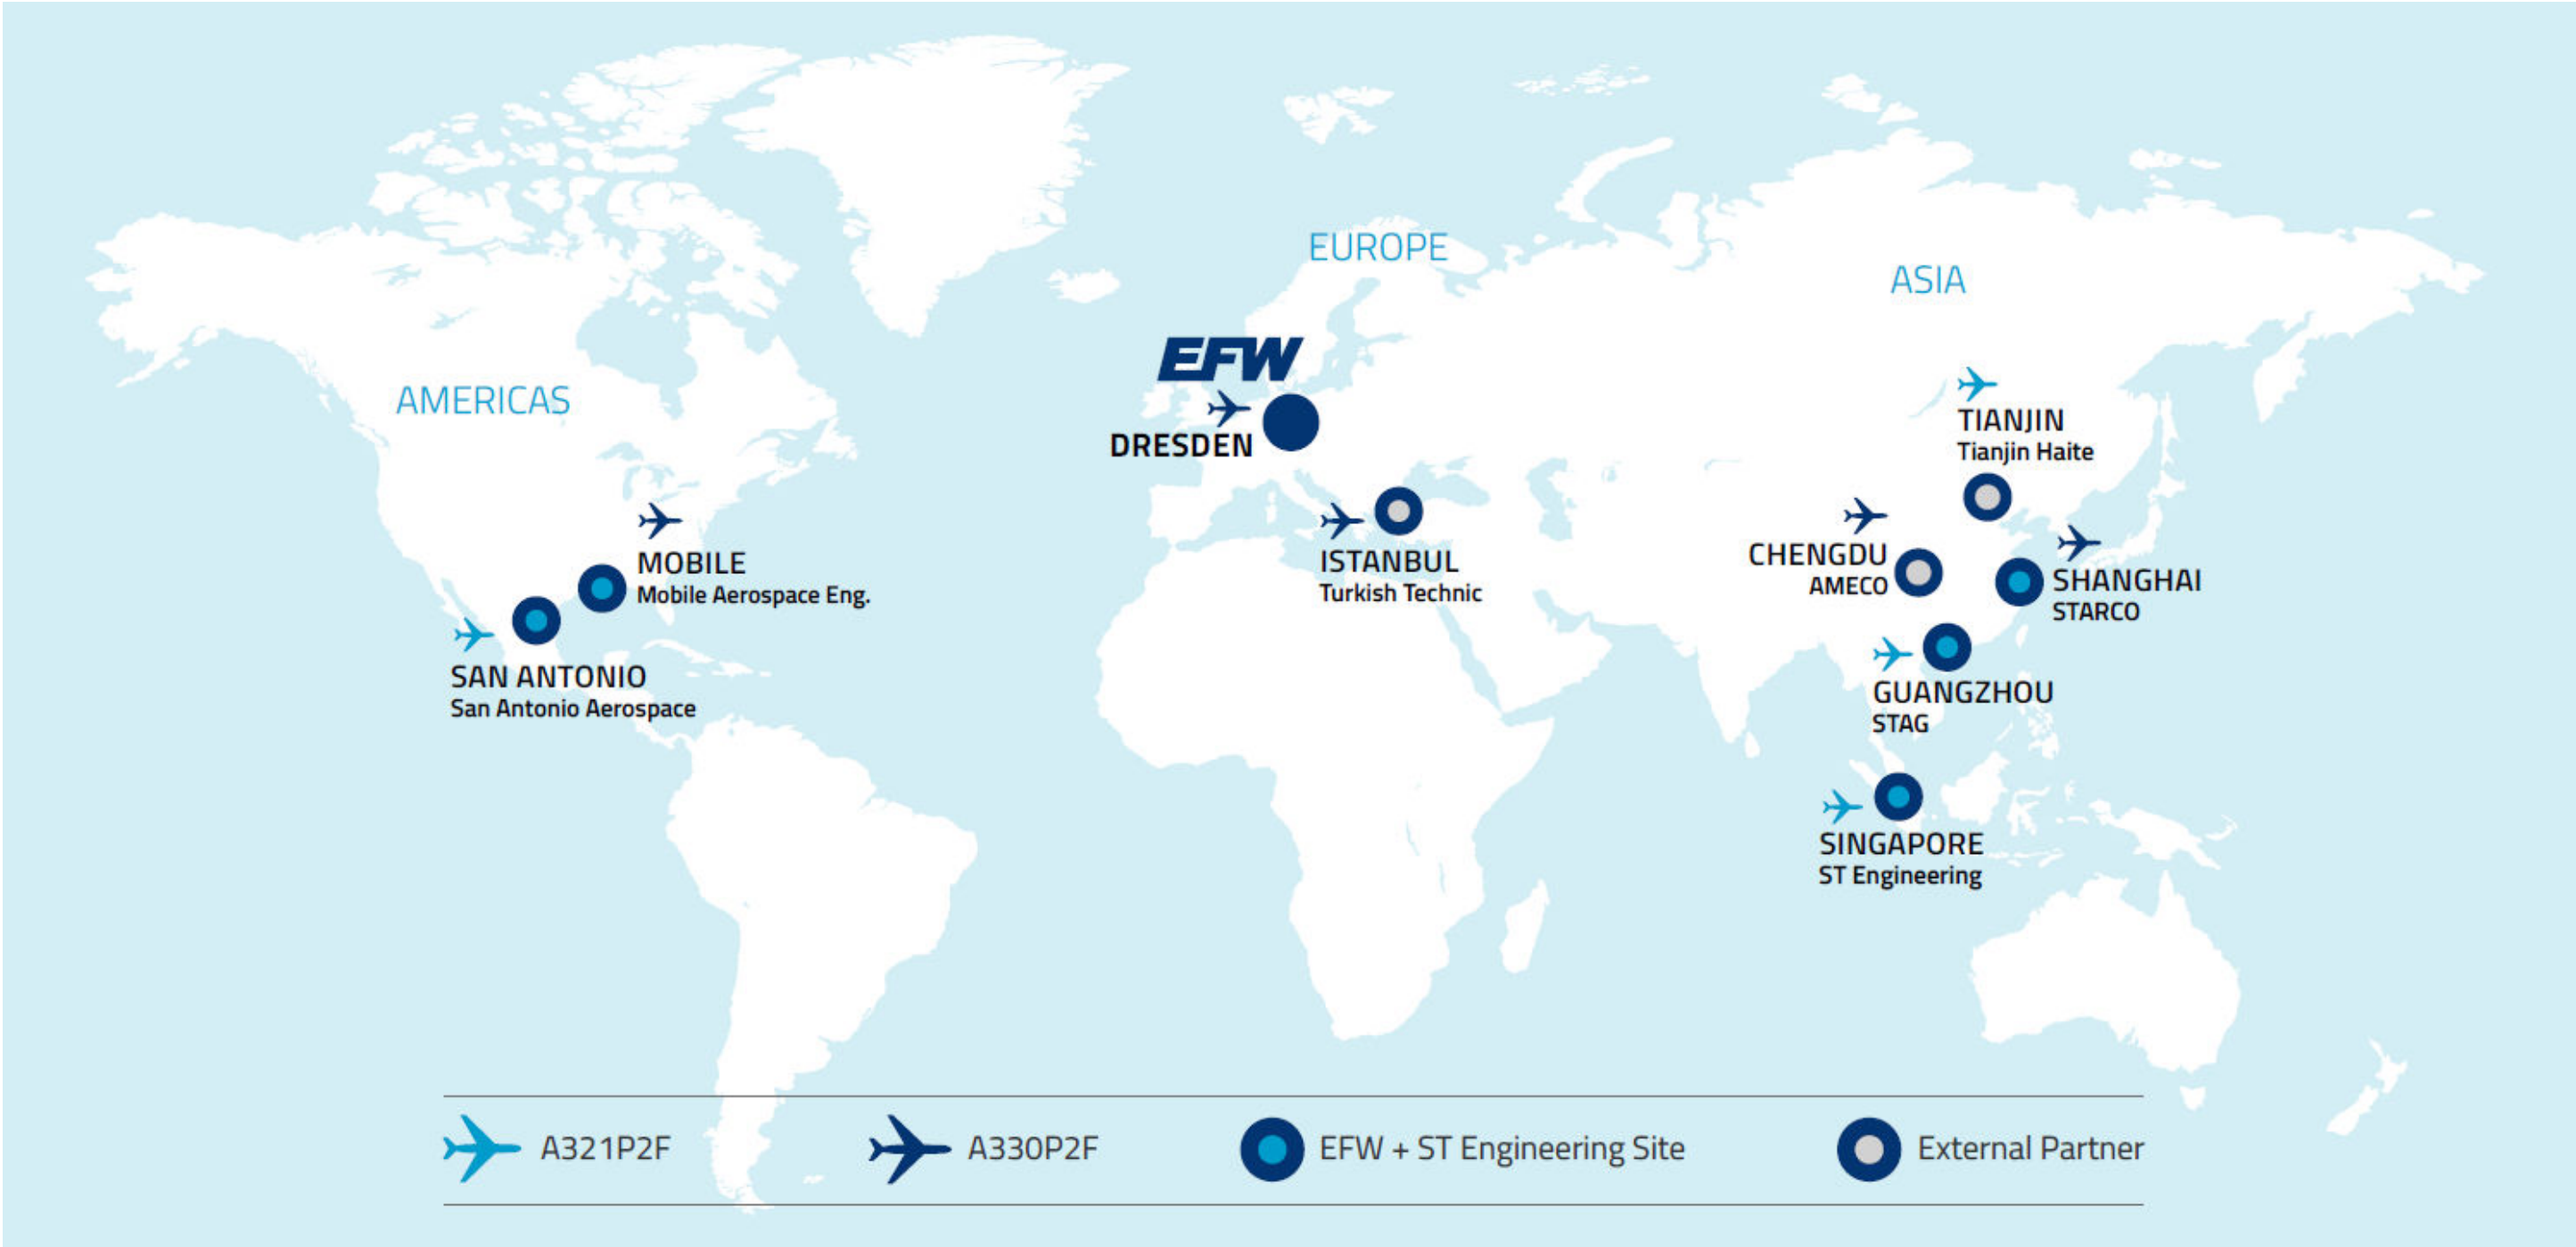 EUROPE
ASIA
AMERICAS
EFW
DRESDEN
TIANJIN
Tianjin Haite
MOBILE
Mobile Aerospace Eng.
ISTANBUL
Turkish Technic
CHENGDU
AMECO
SHANGHAI
STARCO
SAN ANTONIO
San Antonio Aerospace
GUANGZHOU
STAG
SINGAPORE
ST Engineering
A321P2F
A330P2F
EFW + ST Engineering Site
External Partner